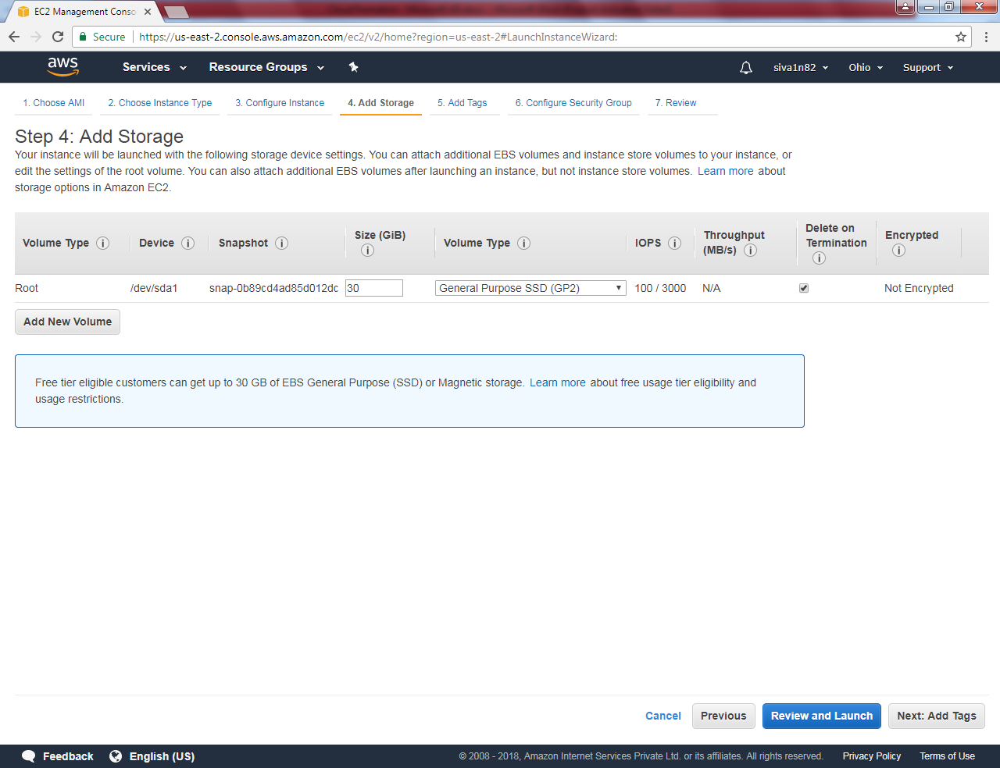 EC2 Management Conso
Secure https://us-east-2.console.aws.amazon.com/ec2/v2/home?region=us-east-2#LaunchInstanceWizard:
aws Services Resource Groups siva1n82 Ohio Support
1. Choose AMI 2. Choose Instance Type 3. Configure Instance 4. Add Storage 5. Add Tags 6. Configure Security Group 7. Review
Step 4: Add Storage
Your instance will be launched with the following storage device settings. You can attach additional EBS volumes and instance store volumes to your instance, or
edit the settings of the root volume. You can also attach additional EBS volumes after launching an instance, but not instance store volumes. Learn more about
storage options in Amazon EC2.
Volume Type i Device i Snapshot i Size (GiB) i Volume Type i IOPS i Throughput (MB/s) i Delete on Termination i Encrypted i
Root /dev/sda1 snap-0b89cd4ad85d012dc 30 General Purpose SSD (GP2) 100 / 3000 N/A Not Encrypted
Add New Volume
Free tier eligible customers can get up to 30 GB of EBS General Purpose (SSD) or Magnetic storage. Learn more about free usage tier eligibility and
usage restrictions.
Cancel Previous Review and Launch Next: Add Tags
Feedback English (US) © 2008 - 2018, Amazon Internet Services Private Ltd. or its affiliates. All rights reserved. Privacy Policy Terms of Use